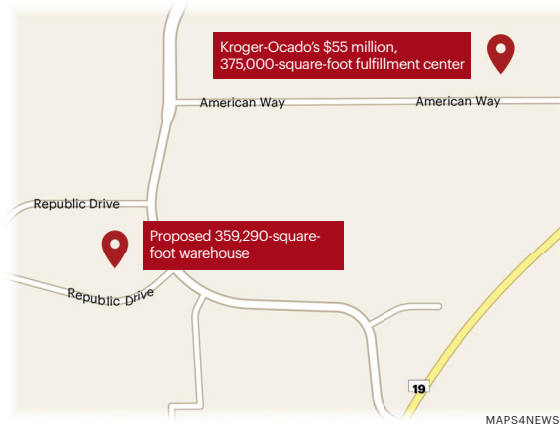 Kroger-Ocado's $55 million,
375,000-square-foot fulfillment center
American Way
American Way
Republic Drive
Proposed 359,290-square-
foot warehouse
Republic Drive
19
MAPS4NEWS